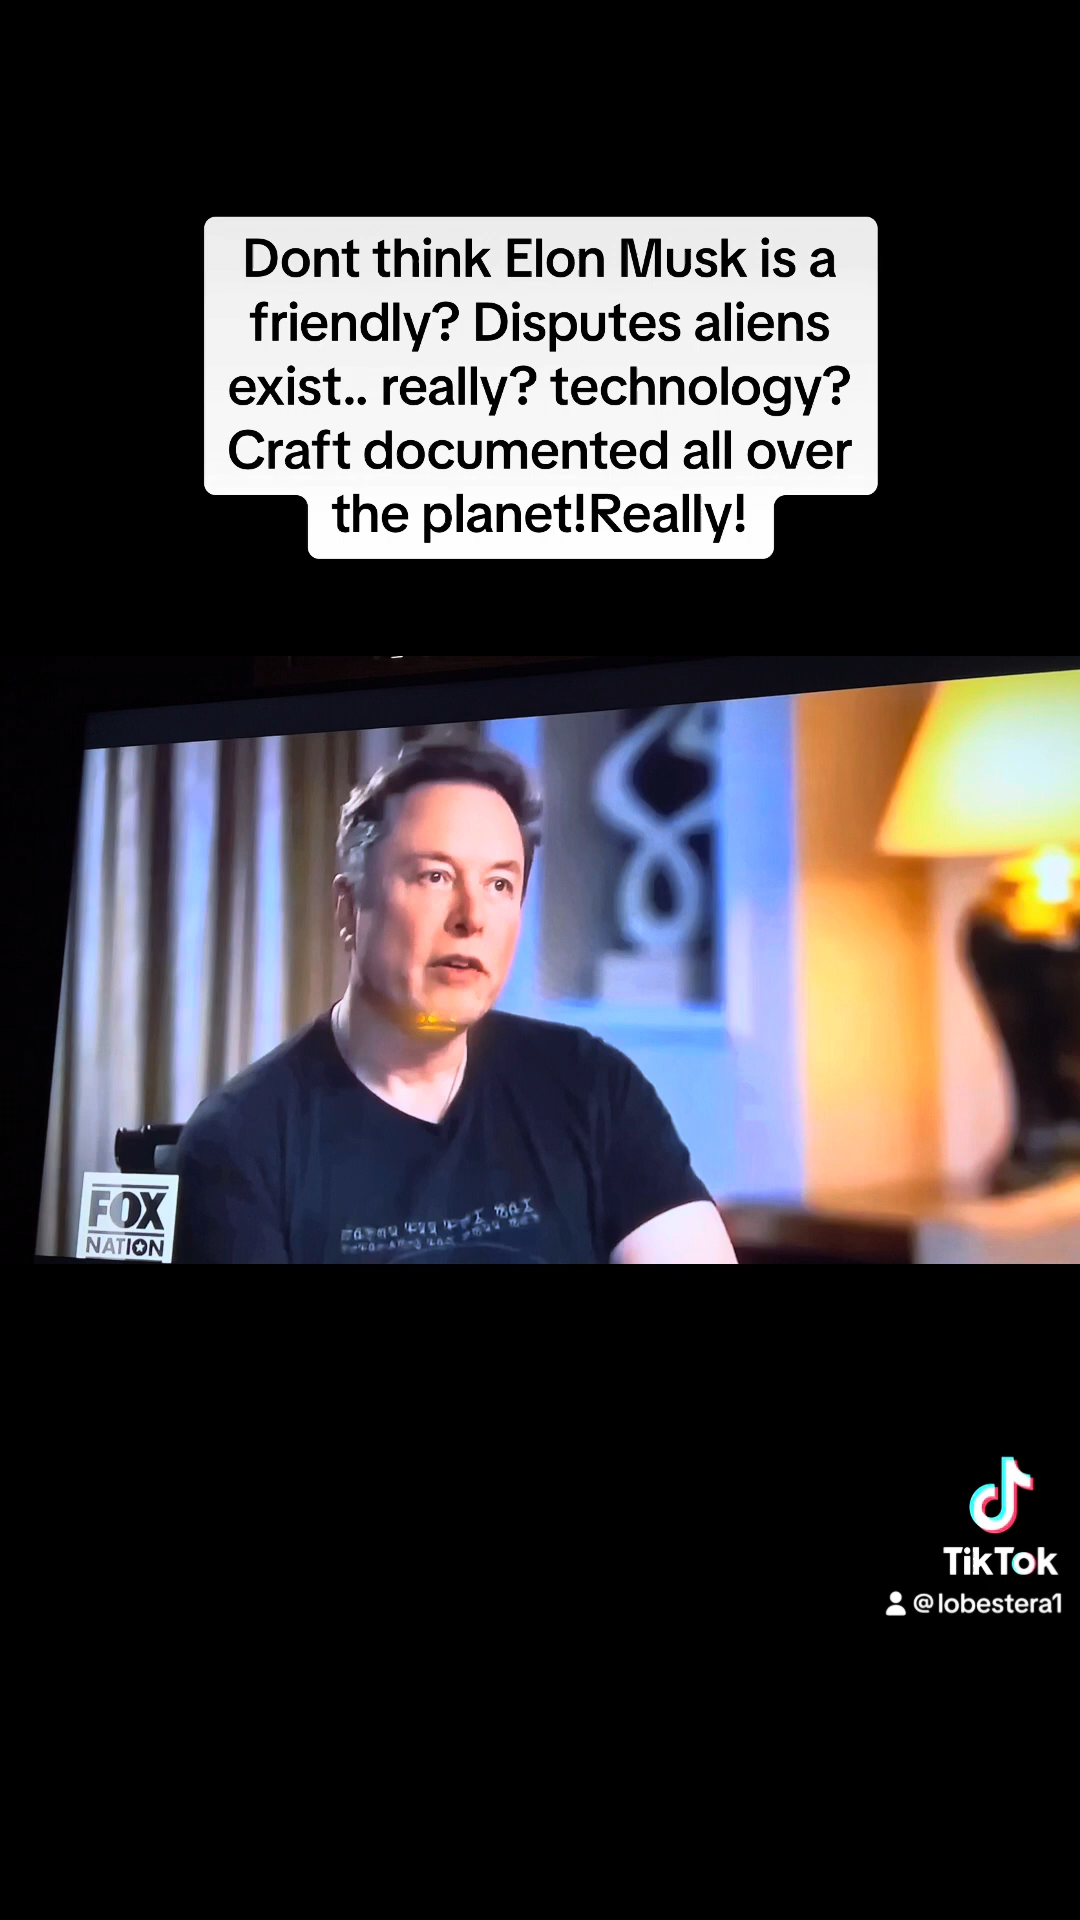 Dont think Elon Musk is a
friendly? Disputes aliens
exist.. really? technology?
Craft documented all over
the planet!Really!
FOX
NATION
TikTok
@lobestera1